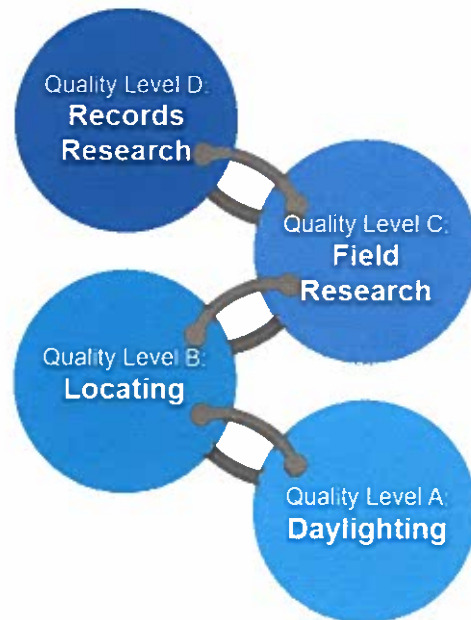 Quality Level D:
Records
Research
Quality Level C:
Field
Research
Quality Level B:
Locating
Quality Level A:
Daylighting